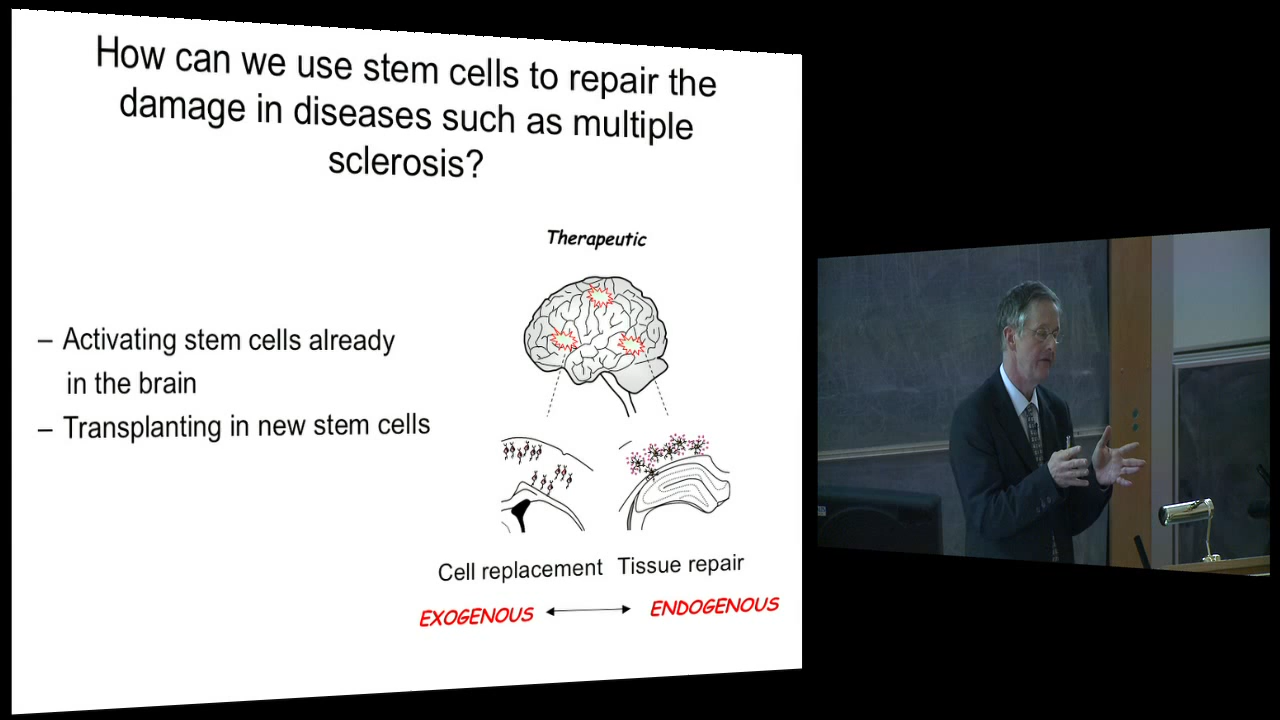 How can we use stem cells to repair the
damage in diseases such as multiple
sclerosis?
Therapeutic
– Activating stem cells already
in the brain
– Transplanting in new stem cells
Cell replacement
Tissue repair
EXOGENOUS
ENDOGENOUS